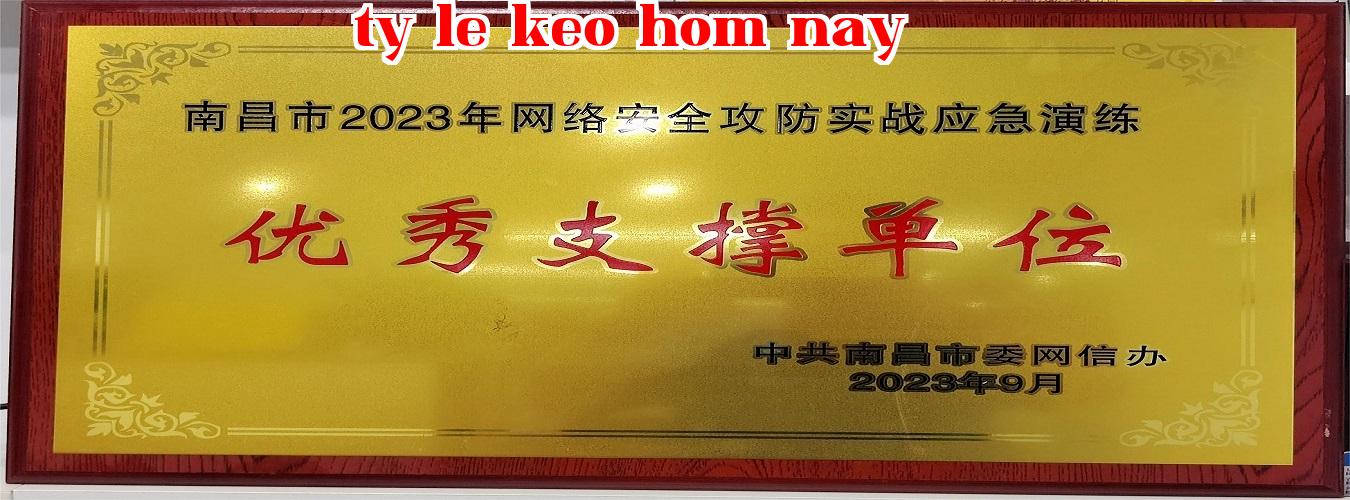 ty le keo hom nay
南昌市2023年网络安全攻防实战应急演练
优秀支撑单位
中共南昌市委网信办
2023年9月